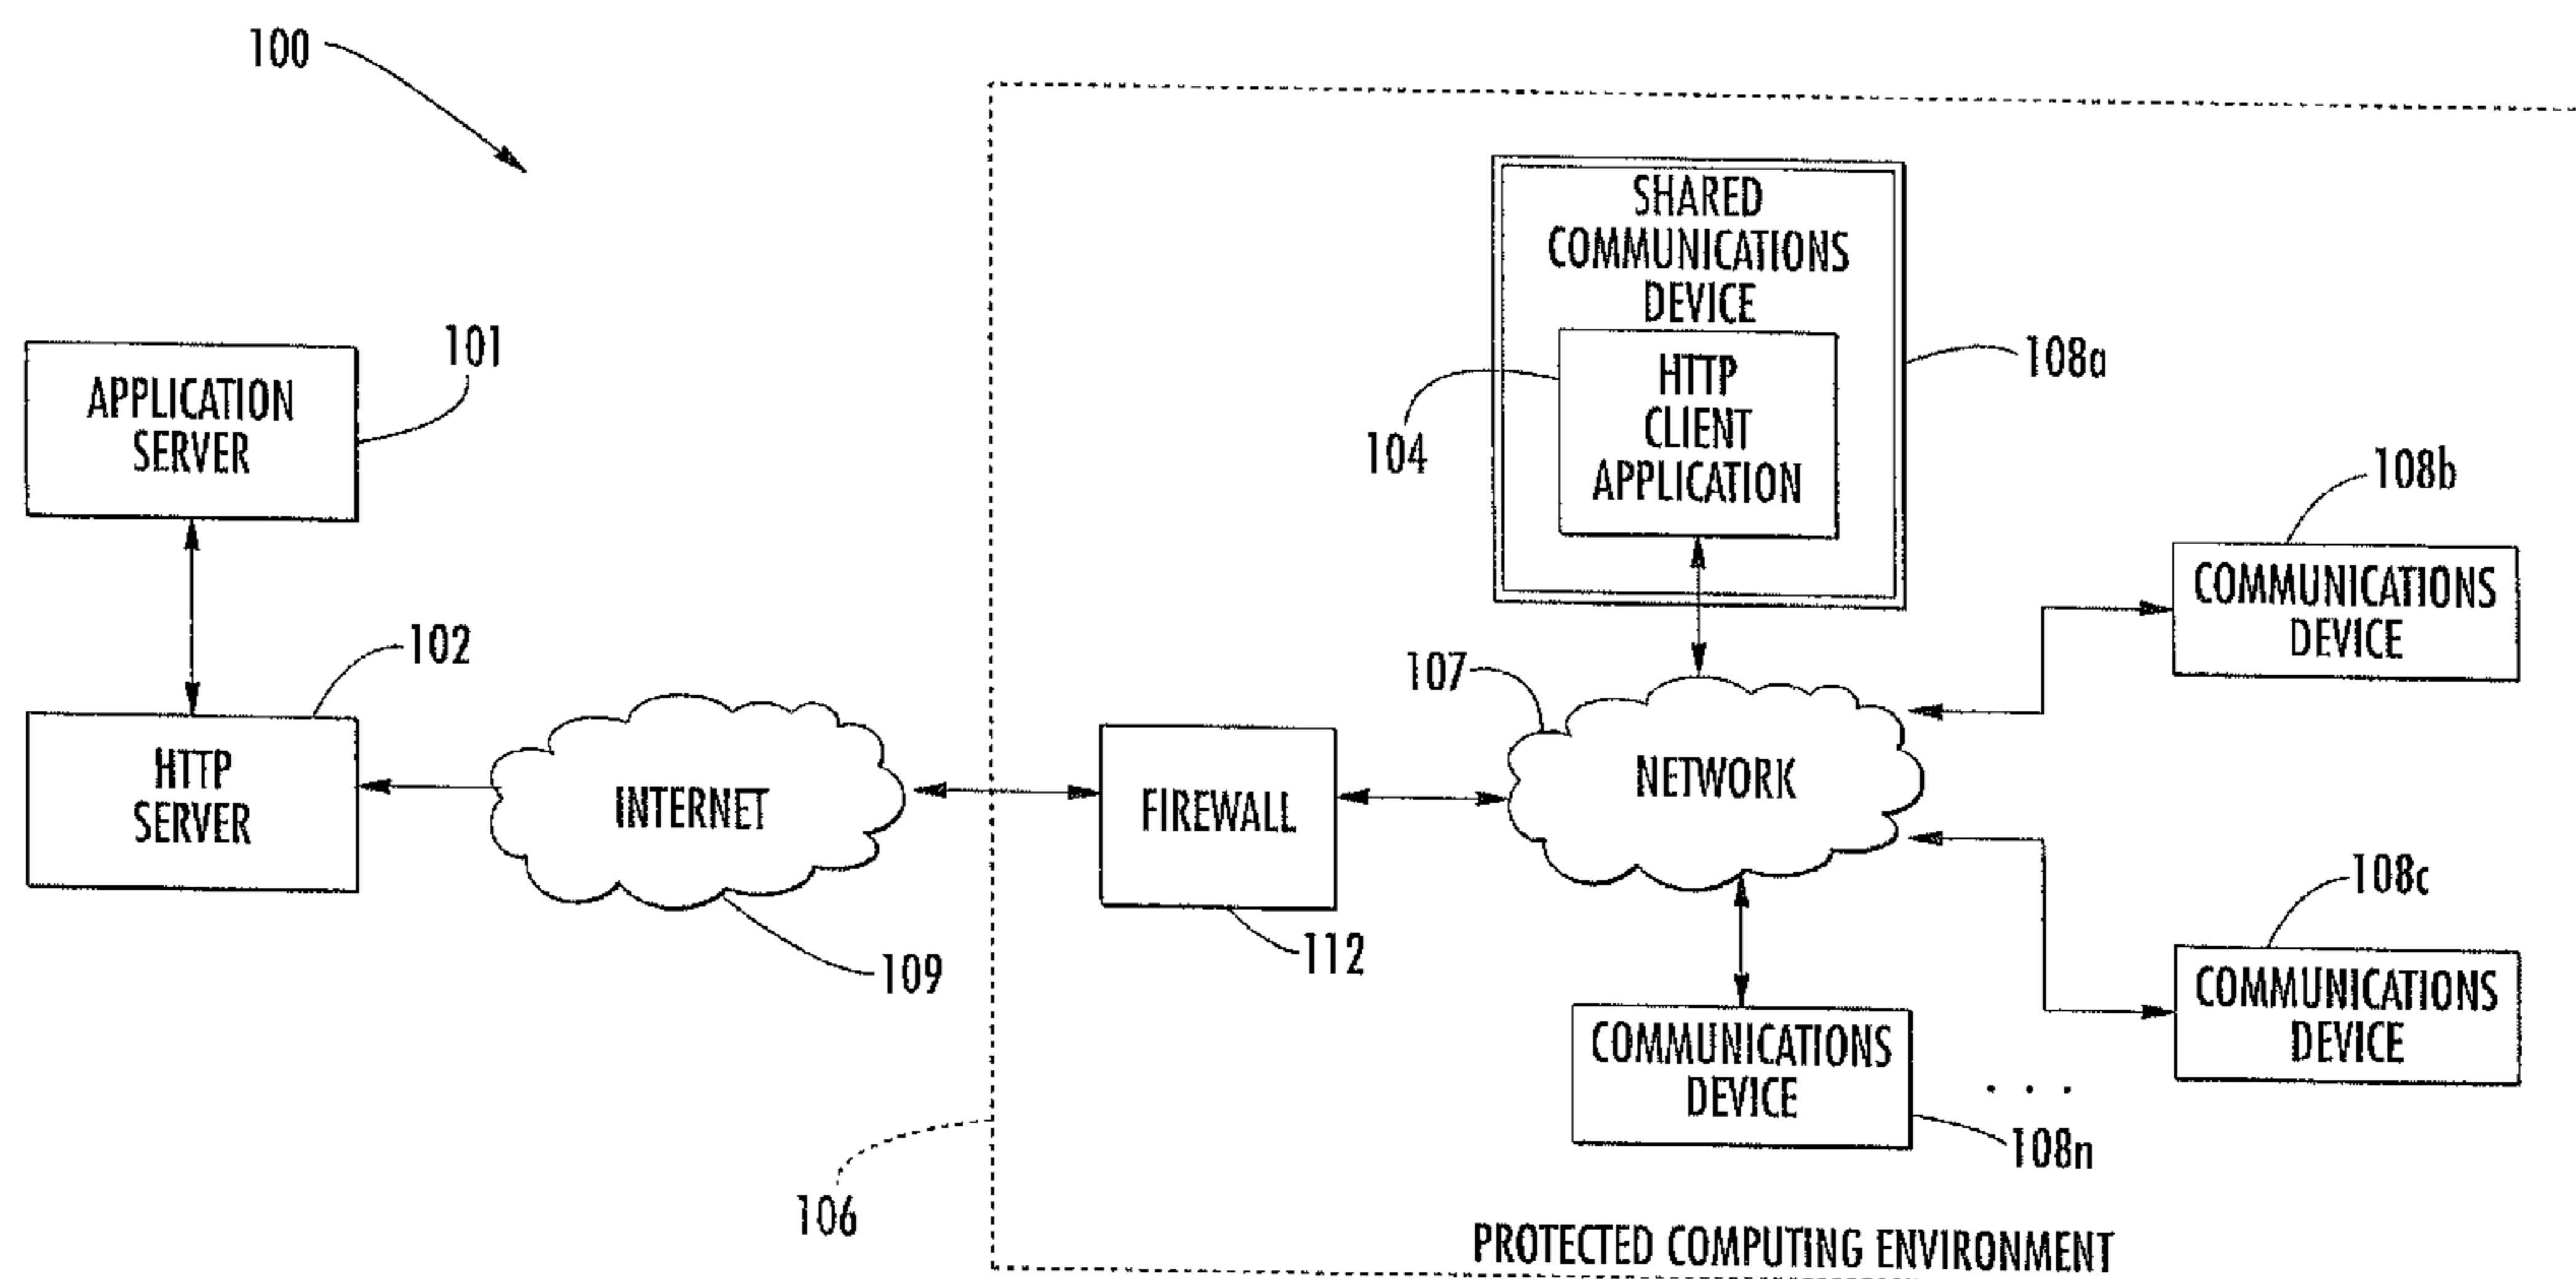 100
SHARED
COMMUNICATIONS
DEVICE
108a
HTTP
CLIENT
APPLICATION
104
101
APPLICATION
SERVER
108b
COMMUNICATIONS
DEVICE
102
HTTP
SERVER
INTERNET
109
FIREWALL
112
107
NETWORK
108c
COMMUNICATIONS
DEVICE
COMMUNICATIONS
DEVICE
. . .
108n
106
PROTECTED COMPUTING ENVIRONMENT